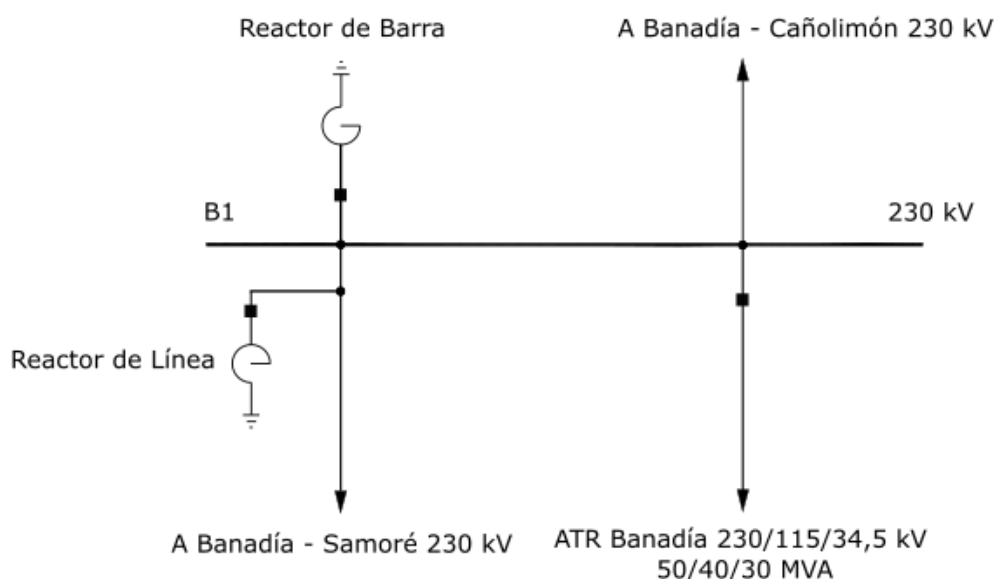 Reactor de Barra
A Banadía - Cañolimón 230 kV
B1
230 kV
Reactor de Línea
A Banadía - Samoré 230 kV
ATR Banadía 230/115/34,5 kV
50/40/30 MVA